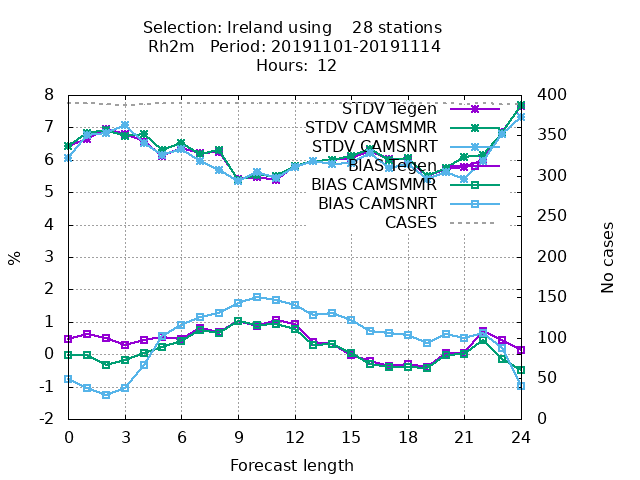 Selection: Ireland using    28 stations
Rh2m   Period: 20191101-20191114
Hours: 12
STDV Tegen
STDV CAMSMMR
STDV CAMSNRT
BIAS Tegen
BIAS CAMSMMR
BIAS CAMSNRT
CASES
8
7
6
5
4
3
2
1
0
-1
-2
%
400
350
300
250
200
150
100
50
0
No cases
0 3 6 9 12 15 18 21 24
Forecast length